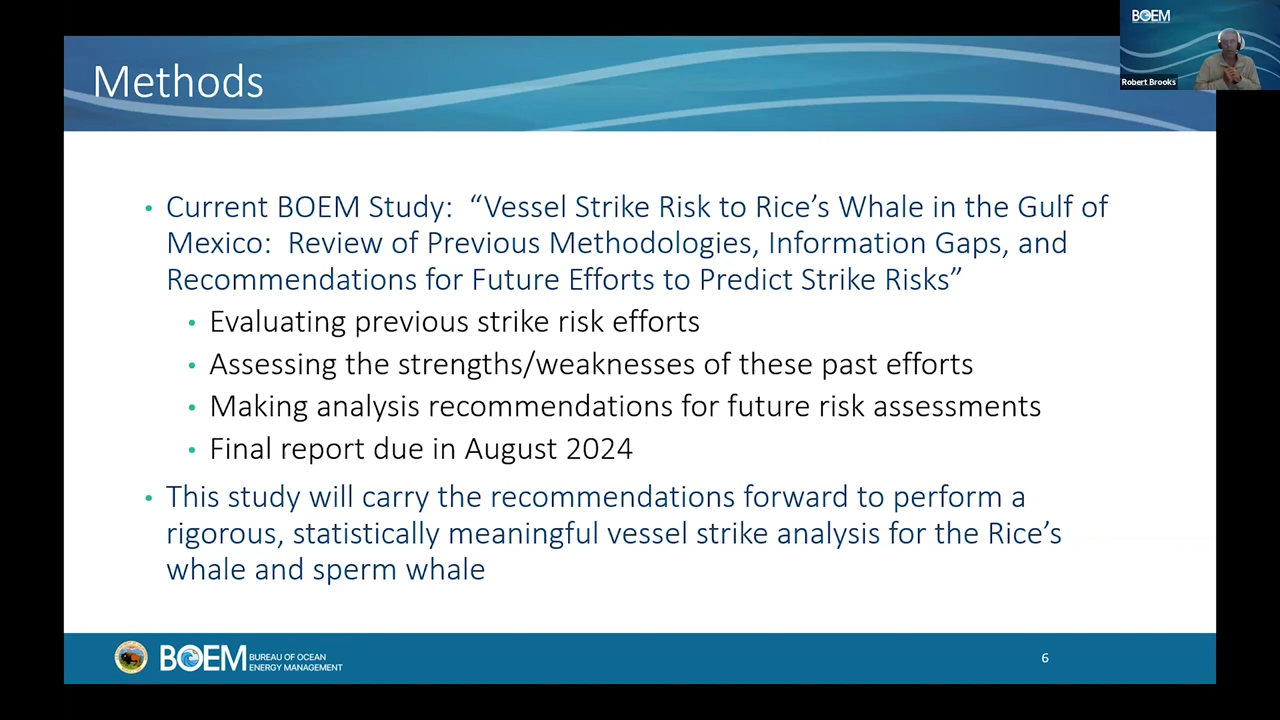 BOEM
Robert Brooks
Methods
• Current BOEM Study:  “Vessel Strike Risk to Rice’s Whale in the Gulf of
Mexico:  Review of Previous Methodologies, Information Gaps, and
Recommendations for Future Efforts to Predict Strike Risks”
• Evaluating previous strike risk efforts
• Assessing the strengths/weaknesses of these past efforts
• Making analysis recommendations for future risk assessments
• Final report due in August 2024
• This study will carry the recommendations forward to perform a
rigorous, statistically meaningful vessel strike analysis for the Rice’s
whale and sperm whale
BOEM
BUREAU OF OCEAN
ENERGY MANAGEMENT
6